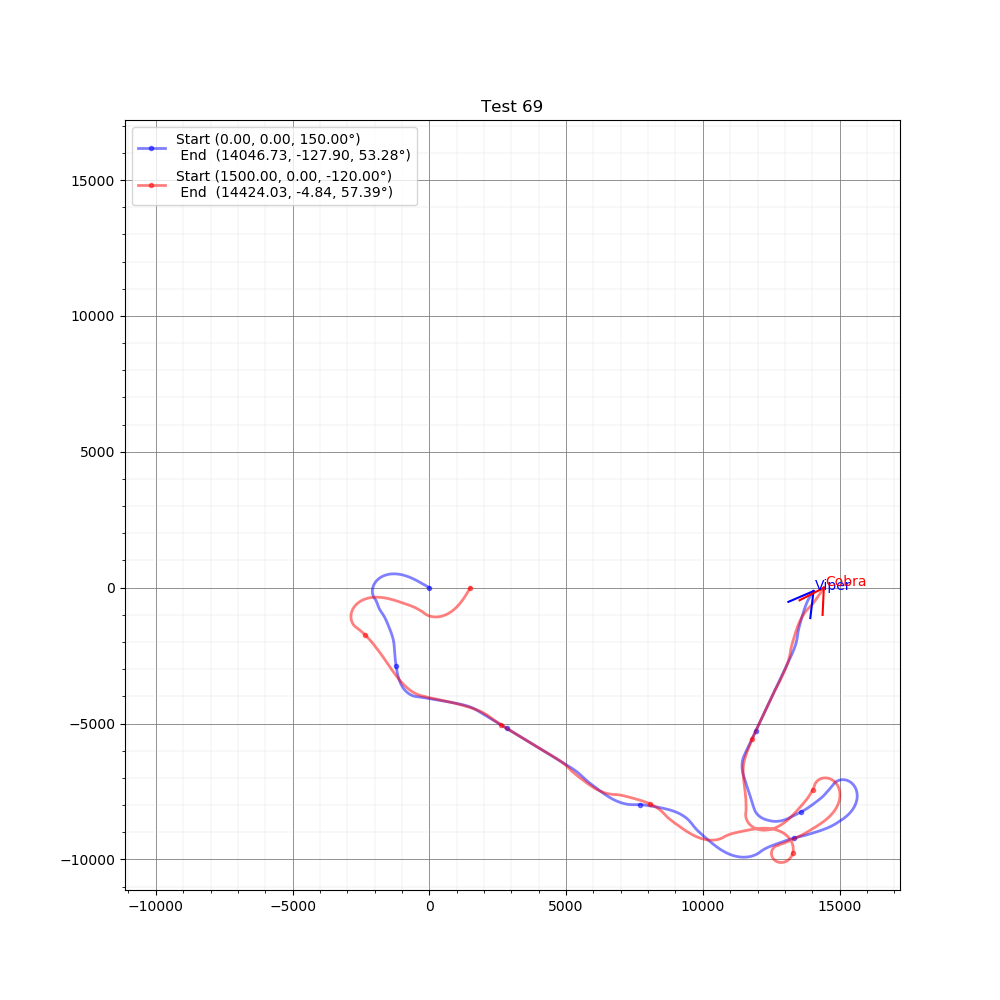 Test 69
Start (0.00, 0.00, 150.00°)
End  (14046.73, -127.90, 53.28°)
Start (1500.00, 0.00, -120.00°)
End  (14424.03, -4.84, 57.39°)
15000
10000
5000
0
−5000
−10000
Cobra
Viper
−10000 −5000 0 5000 10000 15000